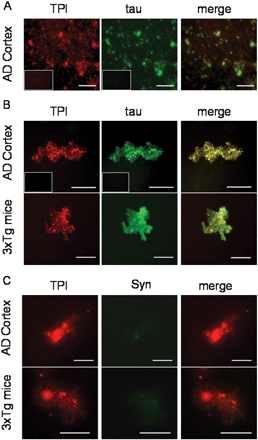 A
TPI tau merge
AD Cortex
B
TPI tau merge
AD Cortex
3xTg mice
C
TPI Syn merge
AD Cortex
3xTg mice